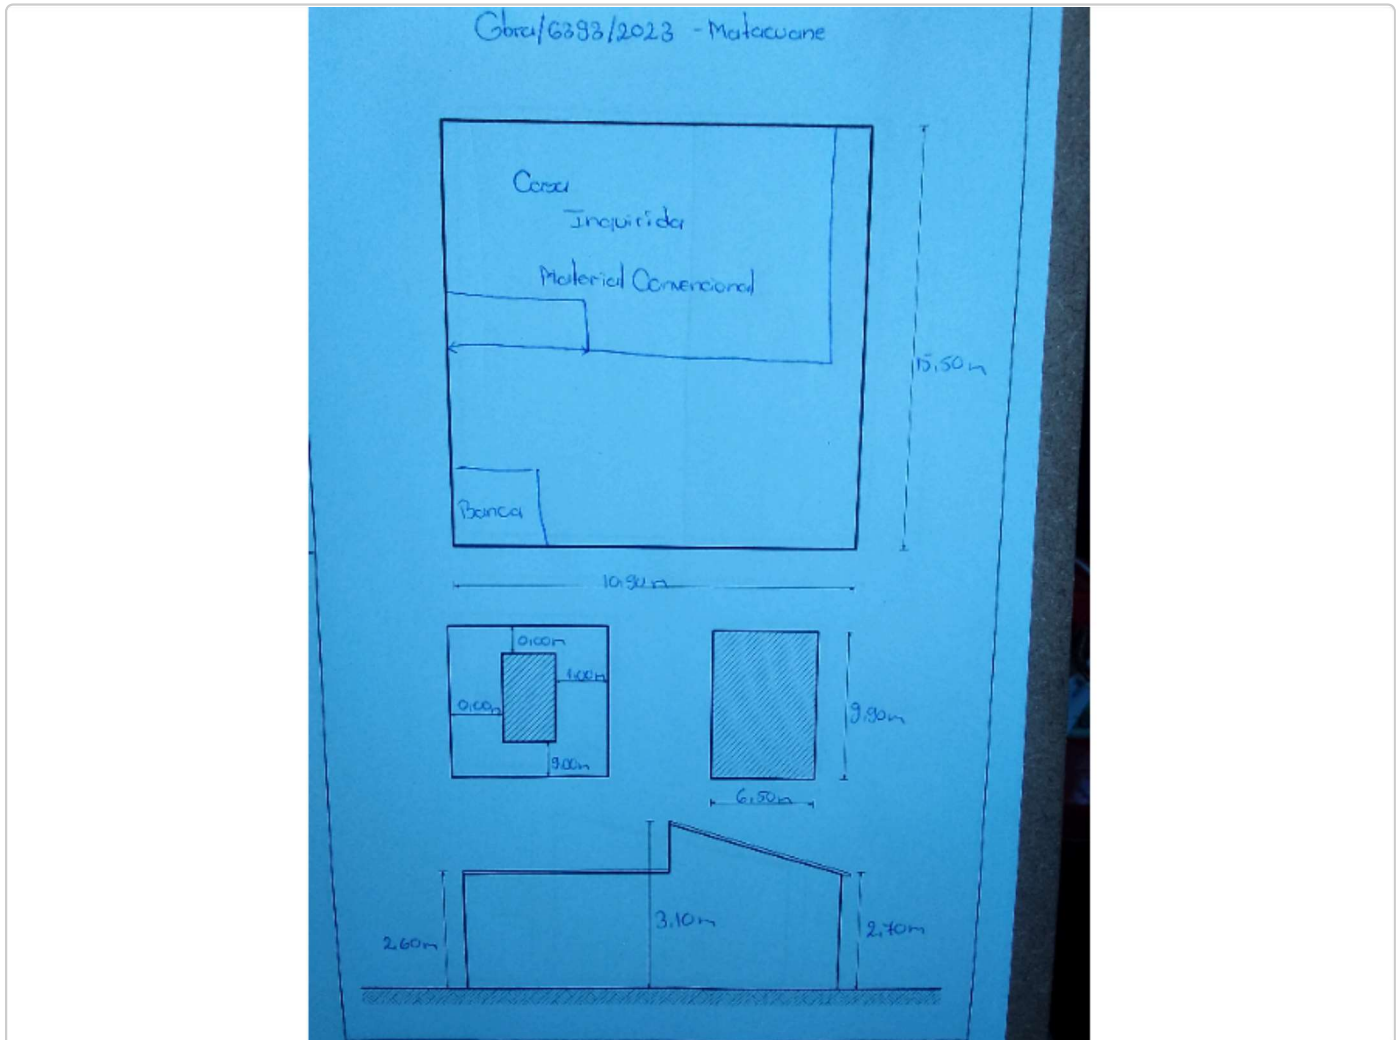 Obra/6393/2023 - Matacuane
Casa
Inquirida
Material Convencional
15,50m
Banca
10,90m
0,00m
1,00m
0,00m
9,00m
9,90m
6,50m
3,10m
2,70m
2,60m